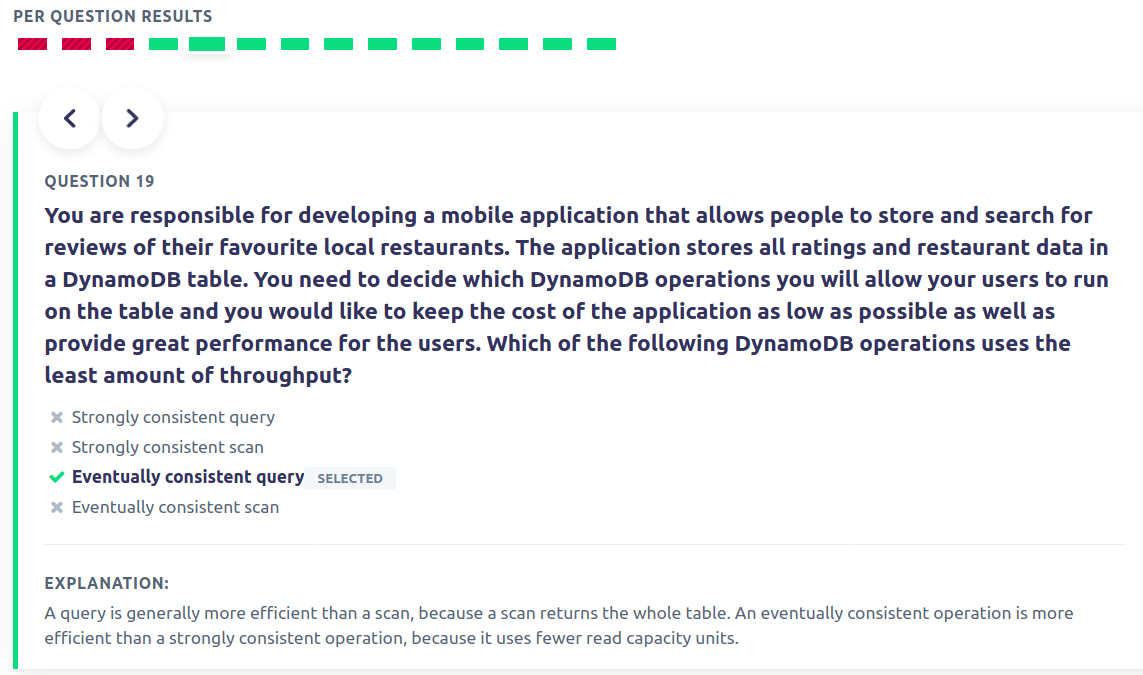 PER QUESTION RESULTS
QUESTION 19
You are responsible for developing a mobile application that allows people to store and search for
reviews of their favourite local restaurants. The application stores all ratings and restaurant data in
a DynamoDB table. You need to decide which DynamoDB operations you will allow your users to run
on the table and you would like to keep the cost of the application as low as possible as well as
provide great performance for the users. Which of the following DynamoDB operations uses the
least amount of throughput?
Strongly consistent query
Strongly consistent scan
Eventually consistent query SELECTED
Eventually consistent scan
EXPLANATION:
A query is generally more efficient than a scan, because a scan returns the whole table. An eventually consistent operation is more
efficient than a strongly consistent operation, because it uses fewer read capacity units.